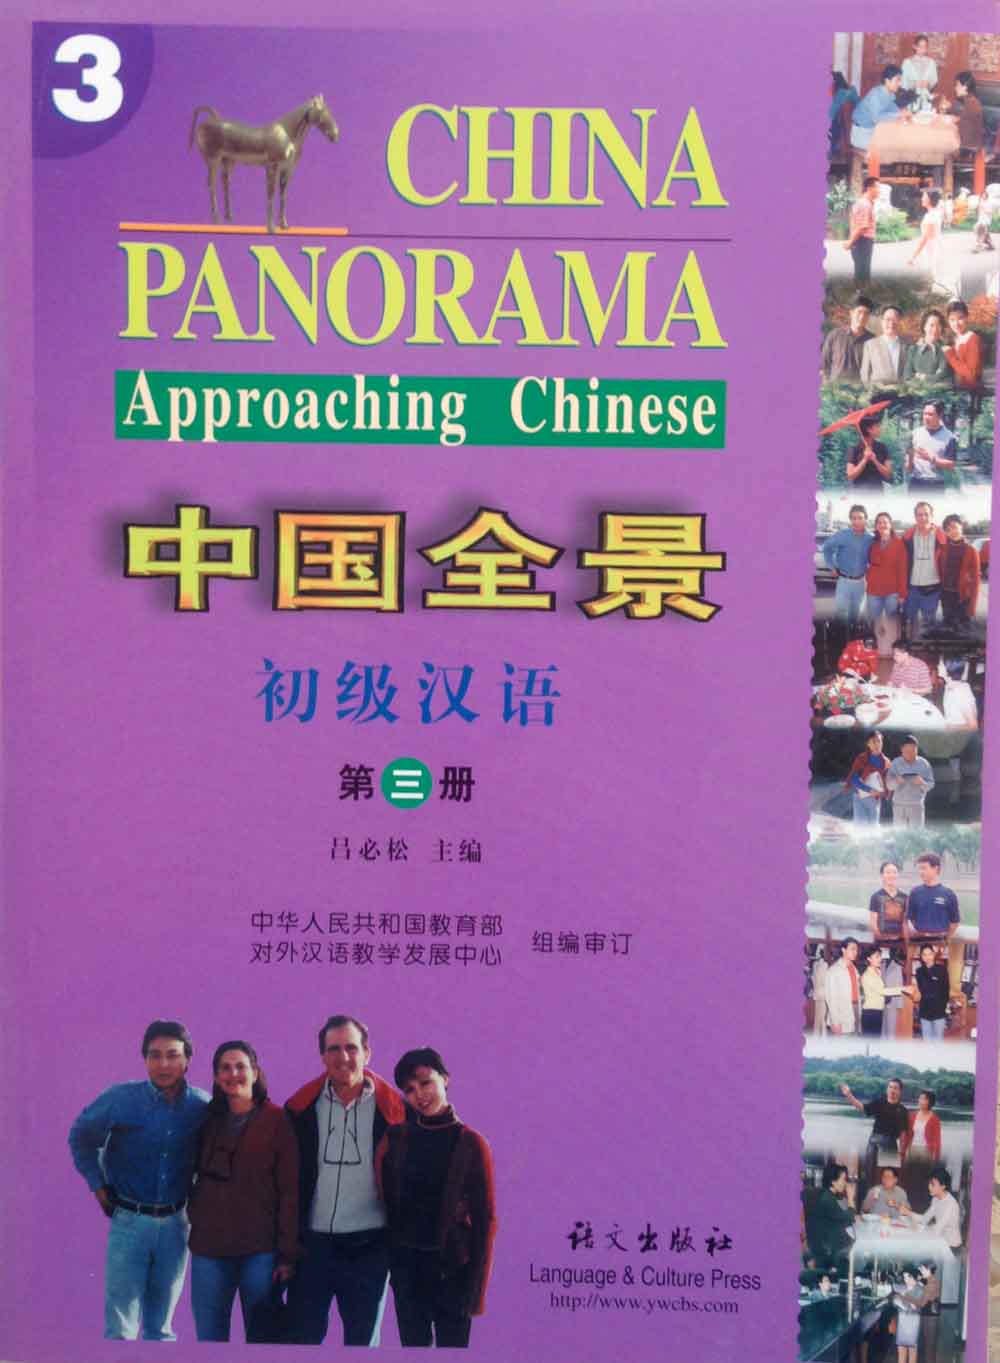 3
CHINA
PANORAMA
Approaching Chinese
中国全景
初级汉语
第三册
吕必松 主编
中华人民共和国教育部
对外汉语教学发展中心
组编审订
语文出版社
Language & Culture Press
http://www.ywcbs.com